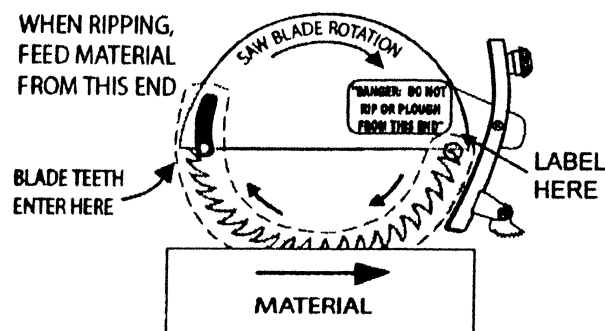 WHEN RIPPING,
FEED MATERIAL
FROM THIS END
SAW BLADE ROTATION
"DANGER: DO NOT
RIP OR PLOUGH
FROM THIS END"
LABEL
HERE
BLADE TEETH
ENTER HERE
MATERIAL